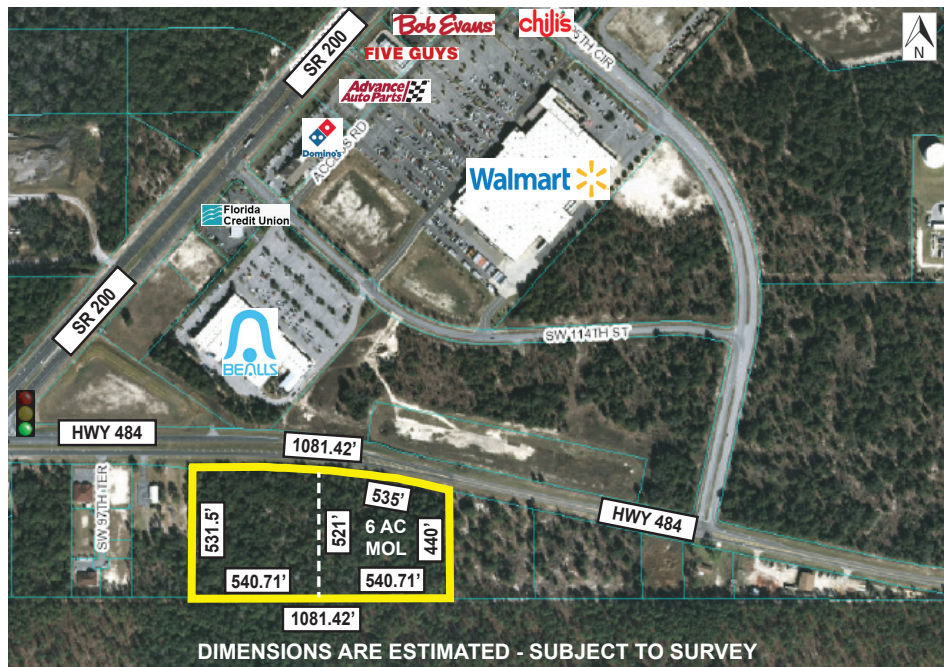 Bob Evans
chili's
FIVE GUYS
SR 200
5TH CIR
N
Advance
Auto Parts
Domino's
ACCESS RD
Walmart
Florida
Credit Union
SR 200
SW 114TH ST
BEALLS
HWY 484
1081.42'
535'
6 AC
MOL
531.5'
521'
440'
HWY 484
SW 97TH TER
540.71'
540.71'
1081.42'
DIMENSIONS ARE ESTIMATED - SUBJECT TO SURVEY